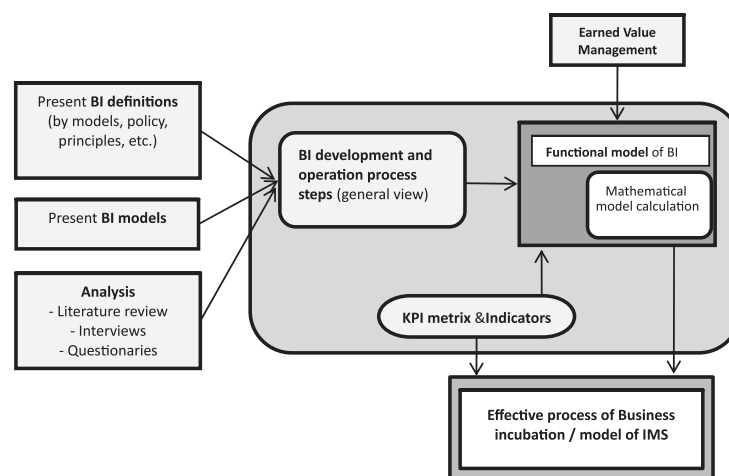 Earned Value
Management
Present BI definitions
(by models, policy,
principles, etc.)
BI development and
operation process
steps (general view)
Functional model of BI
Mathematical
model calculation
Present BI models
Analysis
- Literature review
- Interviews
- Questionaries
KPI metrix &Indicators
Effective process of Business
incubation / model of IMS